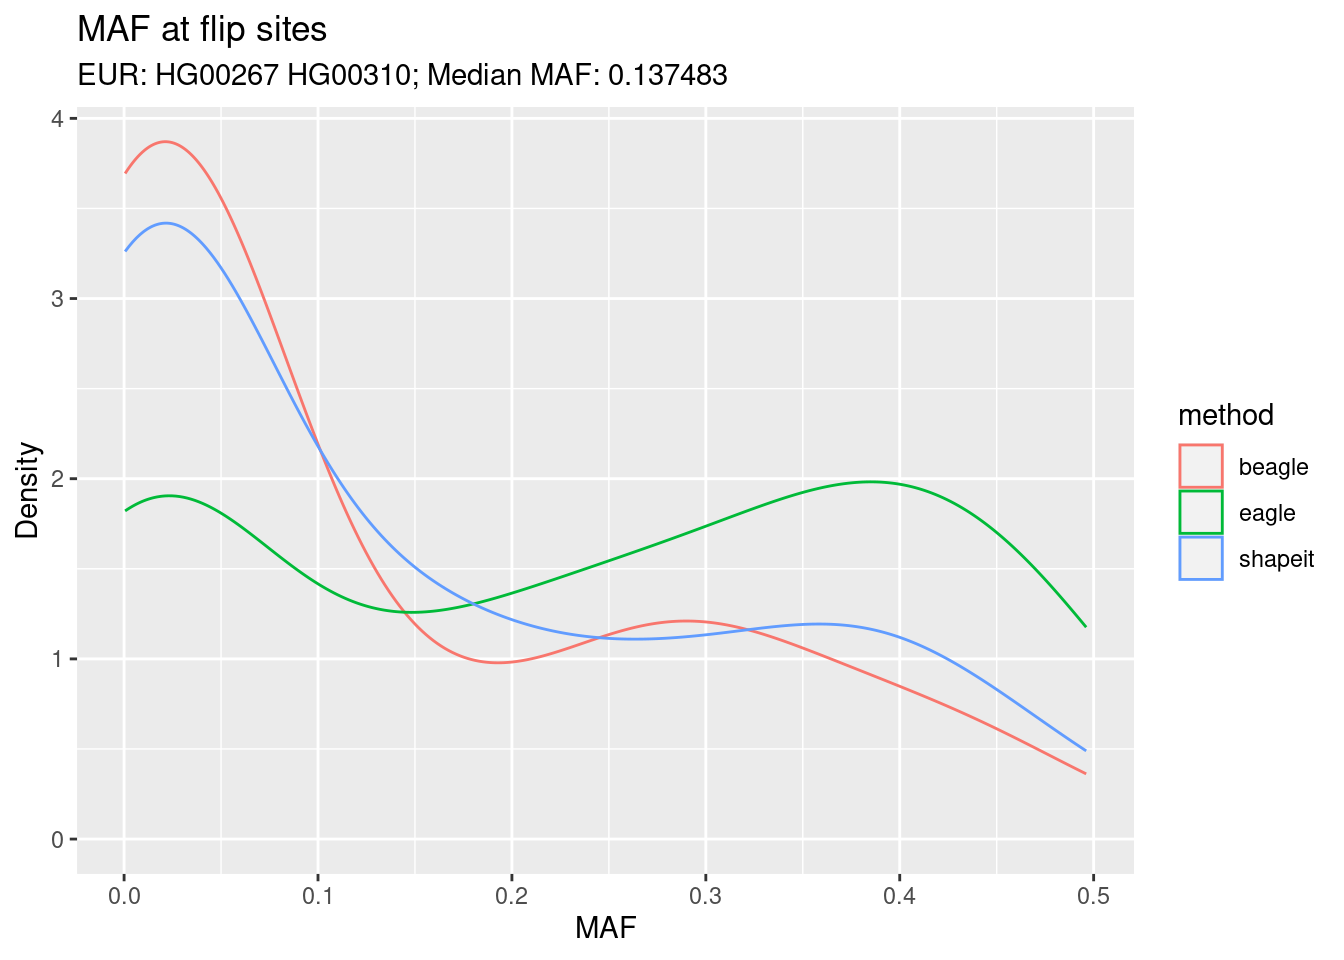 MAF at flip sites
EUR: HG00267 HG00310; Median MAF: 0.137483
4
3
2
1
0
Density
0.0 0.1 0.2 0.3 0.4 0.5
MAF
method
beagle
eagle
shapeit